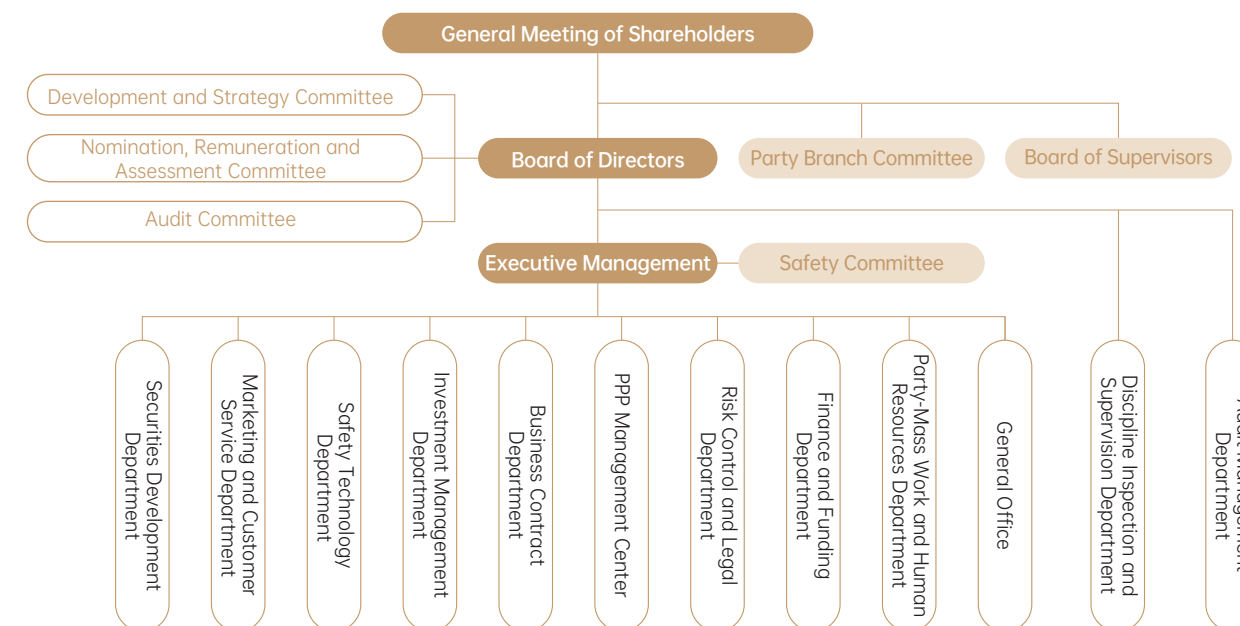 General Meeting of Shareholders
Development and Strategy Committee
Nomination, Remuneration and
Assessment Committee
Audit Committee
Board of Directors
Party Branch Committee
Board of Supervisors
Executive Management
Safety Committee
Securities Development
Department
Marketing and Customer
Service Department
Safety Technology
Department
Investment Management
Department
Business Contract
Department
PPP Management Center
Risk Control and Legal
Department
Finance and Funding
Department
Party-Mass Work and Human
Resources Department
General Office
Discipline Inspection and
Supervision Department
Department